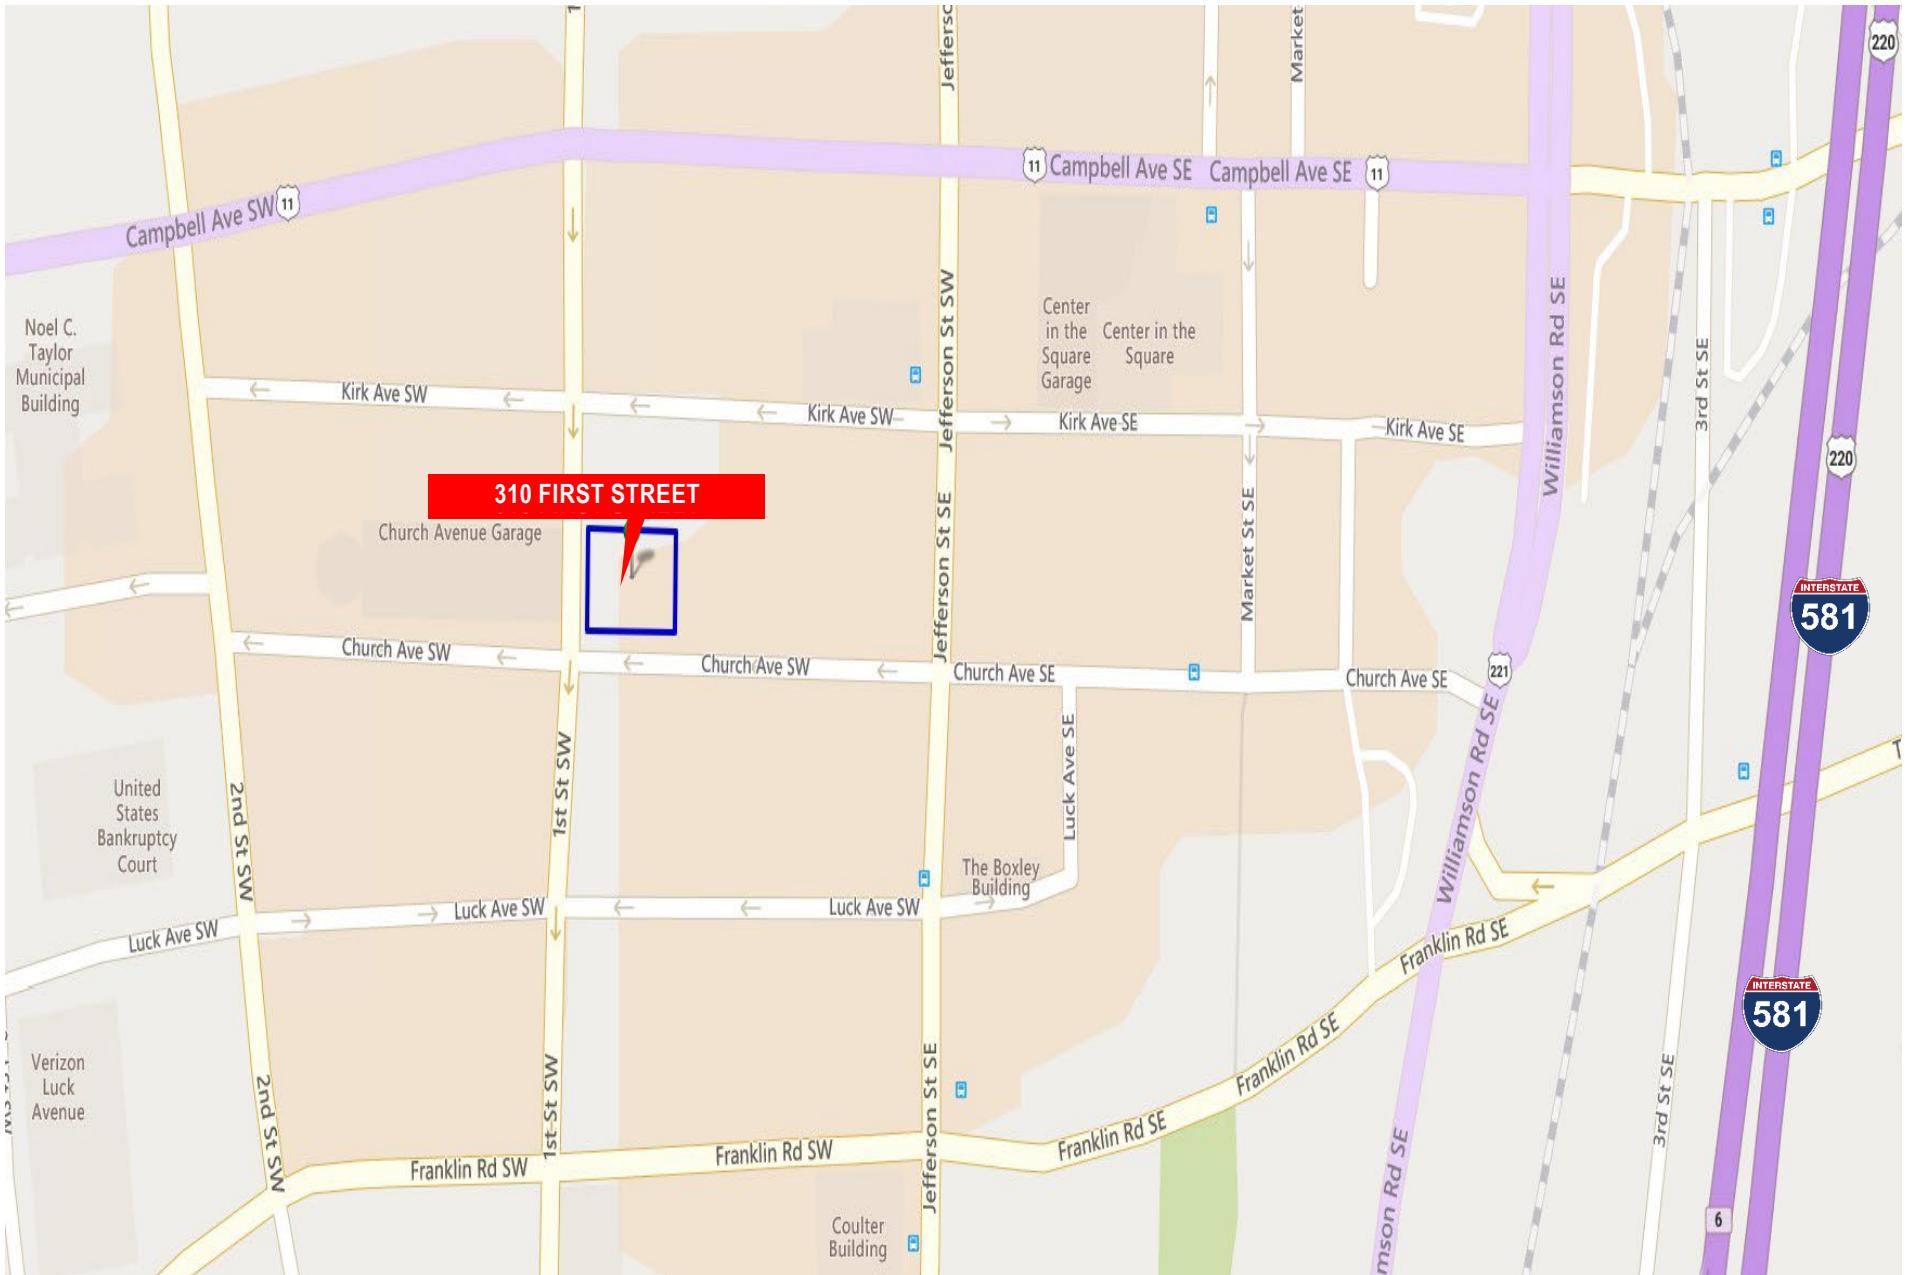 1
Jeffersc
Market
220
11
Campbell Ave SE
Campbell Ave SE
11
Campbell Ave SW
11
Noel C.
Taylor
Municipal
Building
Center
in the
Square
Garage
Center in the
Square
Jefferson St SW
Williamson Rd SE
3rd St SE
Kirk Ave SW
Kirk Ave SW
Kirk Ave SE
Kirk Ave SE
220
310 FIRST STREET
Church Avenue Garage
Jefferson St SE
Market St SE
INTERSTATE
581
Church Ave SW
Church Ave SW
Church Ave SE
Church Ave SE
221
Williamson Rd SE
Luck Ave SE
1st St SW
2nd St SW
United
States
Bankruptcy
Court
T
The Boxley
Building
Luck Ave SW
Luck Ave SW
Luck Ave SW
Franklin Rd SE
INTERSTATE
581
Verizon
Luck
Avenue
2nd St SW
1st St SW
Jefferson St SE
Franklin Rd SE
Franklin Rd SE
3rd St SE
Franklin Rd SW
Franklin Rd SW
mson Rd SE
Coulter
Building
6